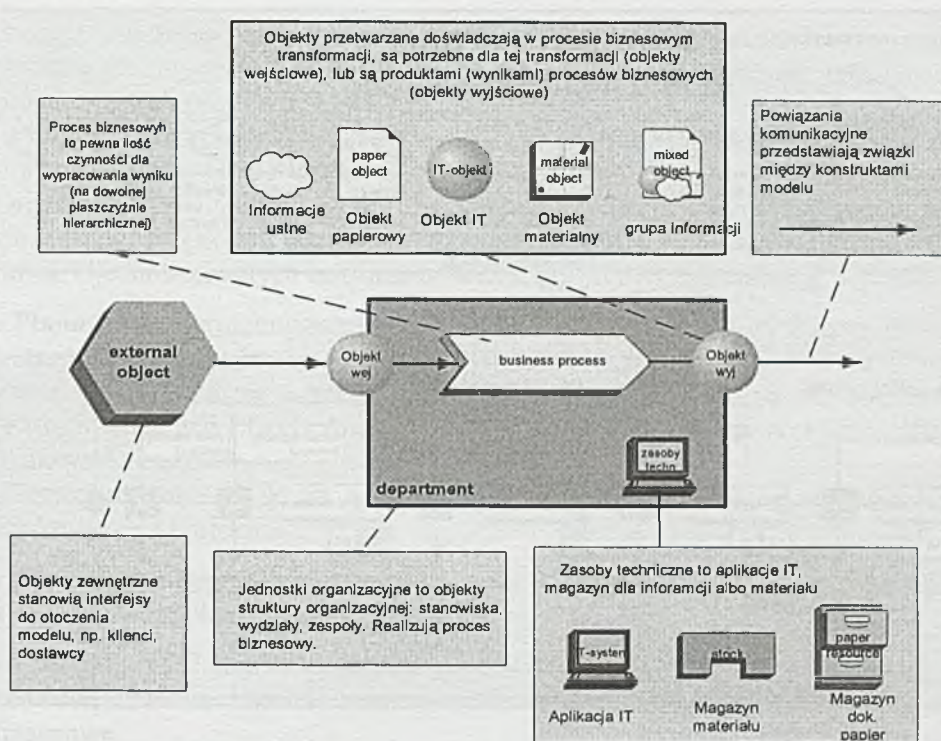 Objekty przetwarzane doświadczają w procesie biznesowym
transformacji, są potrzebne dla tej transformacji (objekty
wejściowe), lub są produktami (wynikami) procesów biznesowych
(objekty wyjściowe)
Informacje
ustne
paper
object
Obiekt
papierowy
IT-objekt
Objekt IT
material
object
Obiekt
materialny
mixed
object
grupa informacji
Proces biznesowyh
to pewna ilość
czynności dla
wypracowania wyniku
(na dowolnej
płaszczyźnie
hierarchicznej)
Powiązania
komunikacyjne
przedstawiają związki
między konstruktami
modelu
external
object
Objekt
wej
business process
Objekt
wyj
zasoby
techn
department
Objekty zewnętrzne
stanowią interfejsy
do otoczenia
modelu, np. klienci,
dostawcy
Jednostki organizacyjne to objekty
struktury organizacyjnej: stanowiska,
wydziały, zespoły. Realizują proces
biznesowy.
Zasoby techniczne to aplikacje IT,
magazyn dla inforamcji albo materiału
T-system
Aplikacja IT
stock
Magazyn
materiału
paper
resource
Magazyn
dok.
papier